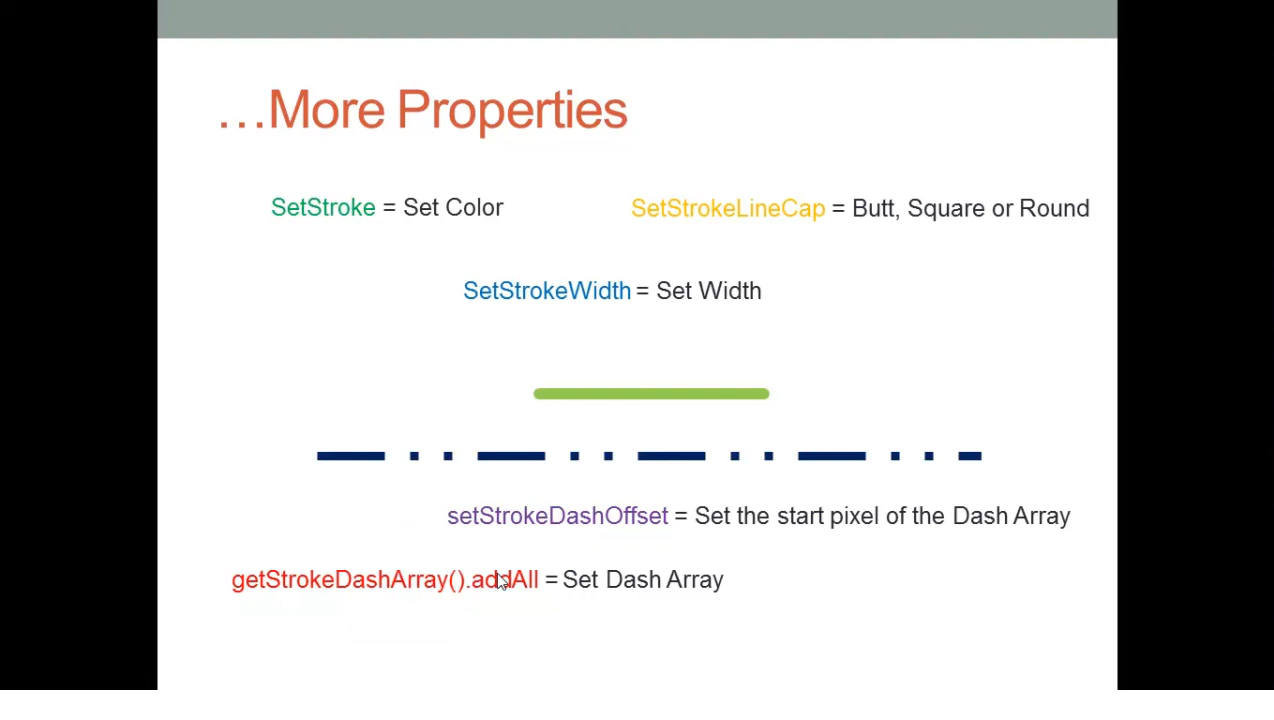 …More Properties
SetStroke = Set Color
SetStrokeLineCap = Butt, Square or Round
SetStrokeWidth = Set Width
setStrokeDashOffset = Set the start pixel of the Dash Array
getStrokeDashArray().addAll = Set Dash Array